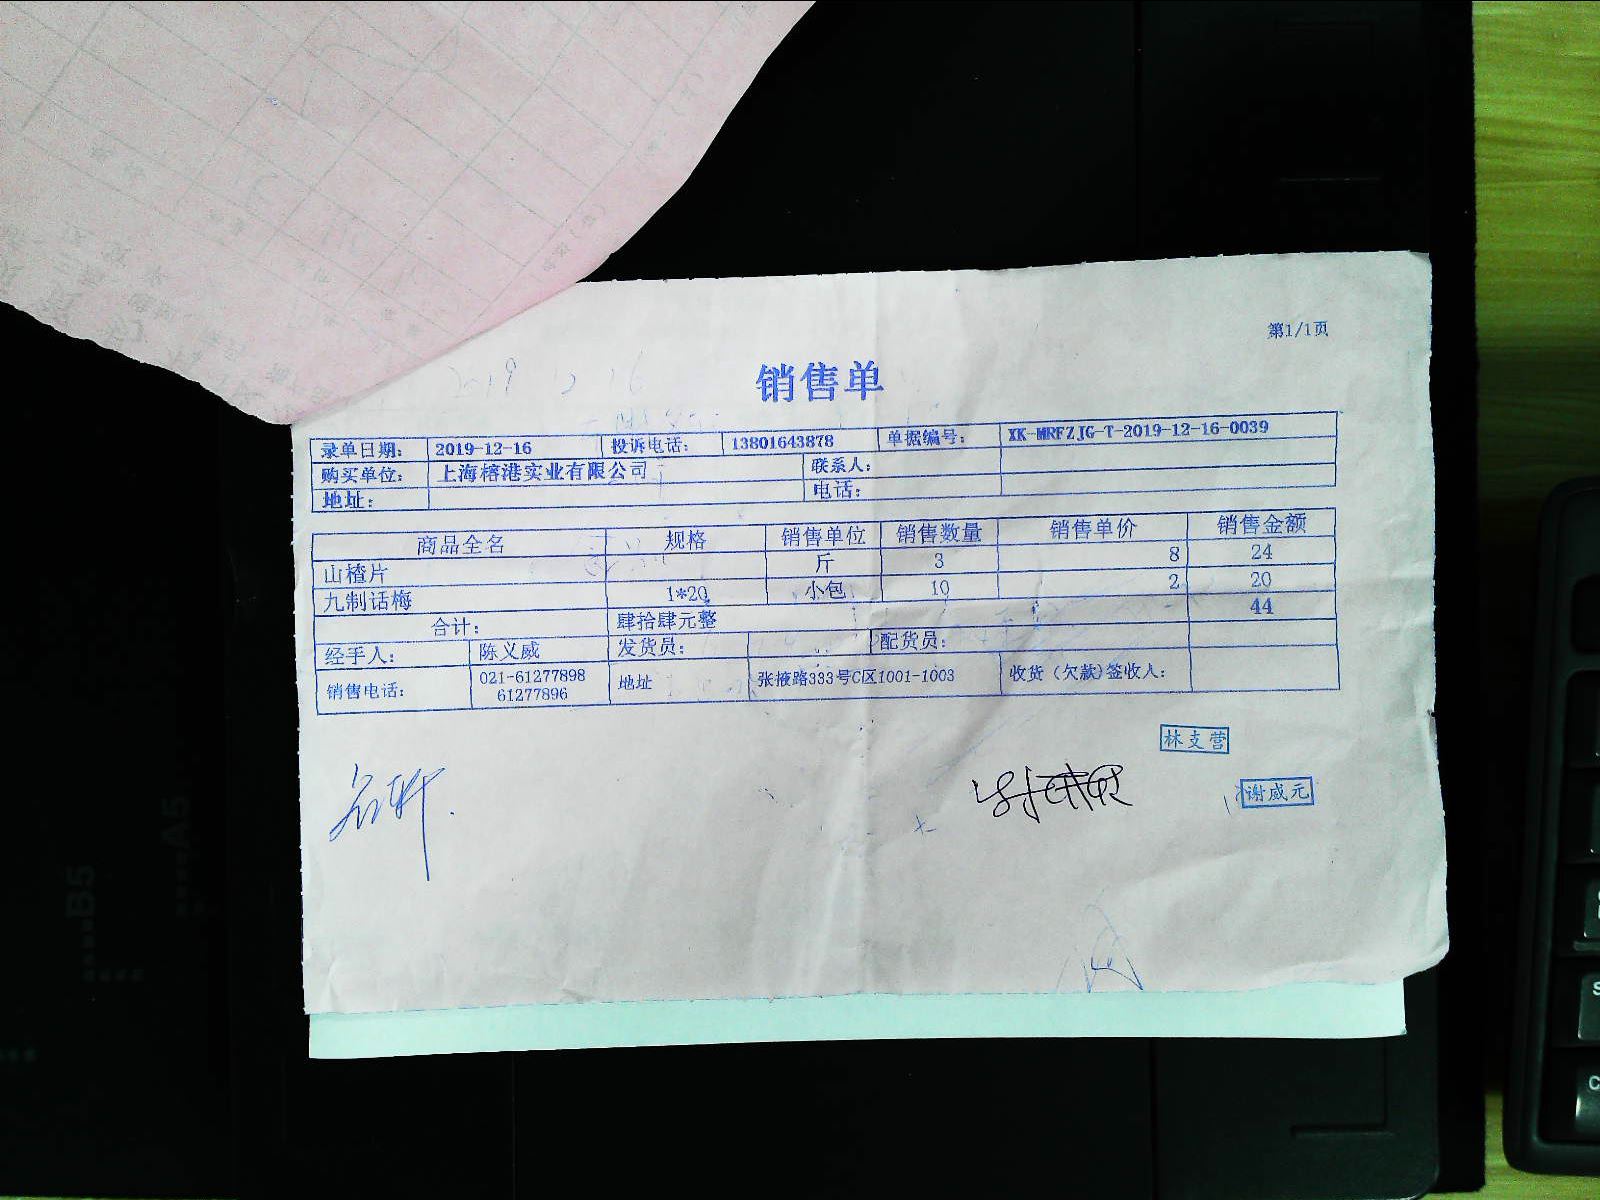 第1/1页
2019 12 16
销售单
录单日期： 2019-12-16 投诉电话： 13801643878 单据编号： XK-MRFZJG-T-2019-12-16-0039
购买单位： 上海榕港实业有限公司 联系人：
地址： 电话：
商品全名 规格 销售单位 销售数量 销售单价 销售金额
山楂片 斤 3 8 24
九制话梅 1*20 小包 10 2 20
合计： 肆拾肆元整 44
经手人： 陈义威 发货员： 配货员：
销售电话： 021-61277898 地址 张掖路333号C区1001-1003 收货（欠款)签收人：
61277896
林支营
谢威元
B5
A5